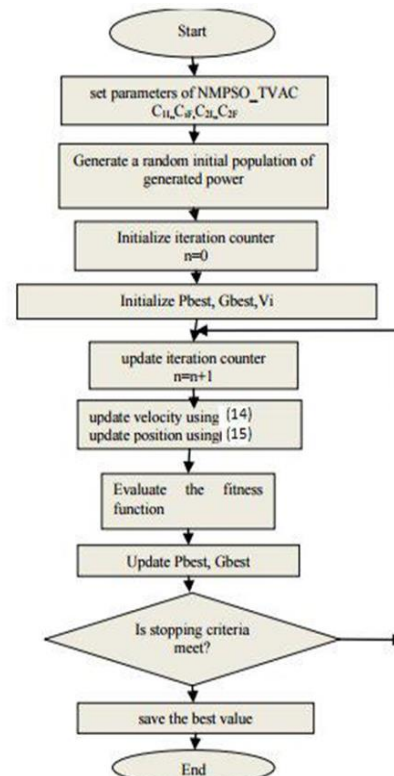 Start
set parameters of NMPSO_TVAC
C1I,,C1F,C2I,,C2F
Generate a random initial population of
generated power
Initialize iteration counter
n=0
Initialize Pbest, Gbest,Vi
update iteration counter
n=n+1
update velocity using (14)
update position using (15)
Evaluate the fitness
function
Update Pbest, Gbest
Is stopping criteria
meet?
save the best value
End